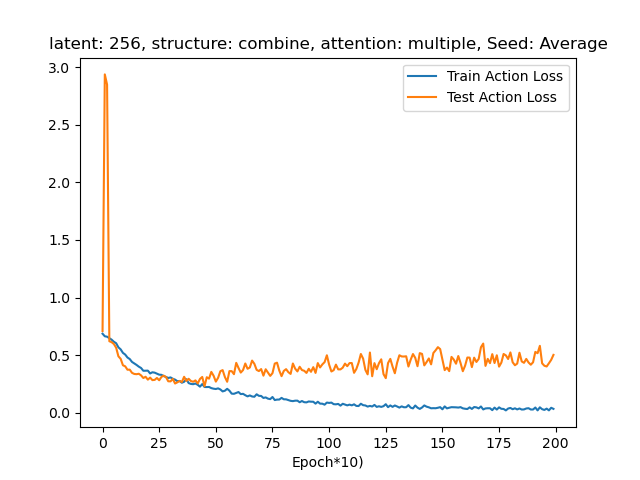 latent: 256, structure: combine, attention: multiple, Seed: Average
3.0
2.5
2.0
1.5
1.0
0.5
0.0
Train Action Loss
Test Action Loss
0 25 50 75 100 125 150 175 200
Epoch*10)